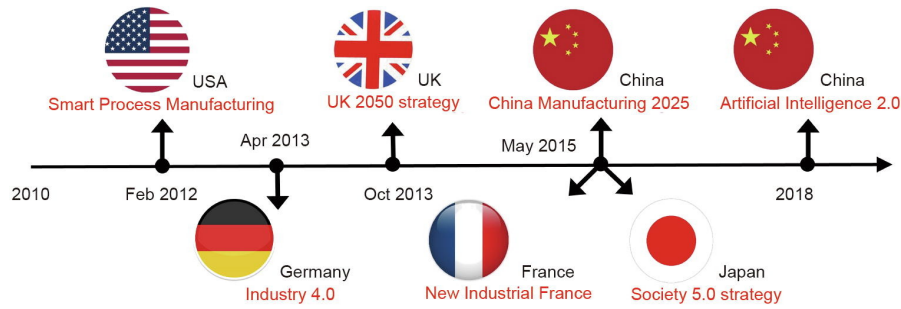 USA
Smart Process Manufacturing
UK
UK 2050 strategy
China
China Manufacturing 2025
China
Artificial Intelligence 2.0
Apr 2013
May 2015
2010
Feb 2012
Oct 2013
2018
Germany
Industry 4.0
France
New Industrial France
Japan
Society 5.0 strategy